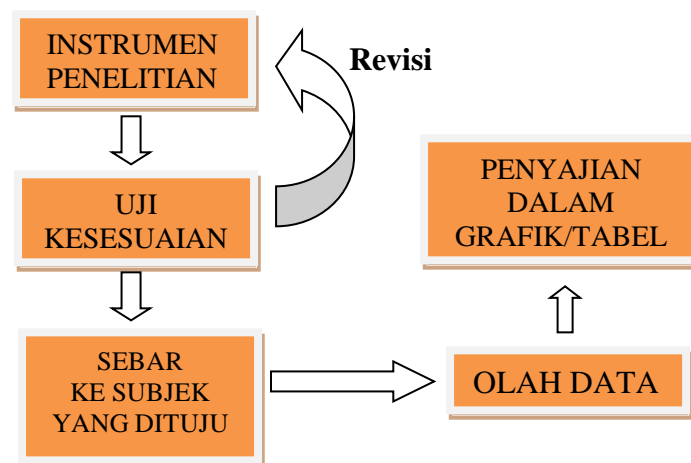 INSTRUMEN
PENELITIAN
Revisi
UJI
KESESUAIAN
SEBAR
KE SUBJEK
YANG DITUJU
OLAH DATA
PENYAJIAN
DALAM
GRAFIK/TABEL